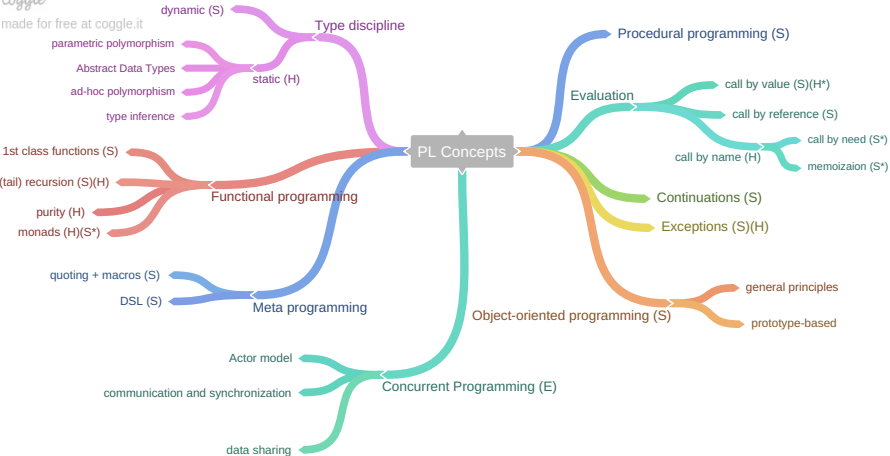 coggle
made for free at coggle.it
dynamic (S)
Type discipline
parametric polymorphism
Abstract Data Types
static (H)
ad-hoc polymorphism
type inference
1st class functions (S)
(tail) recursion (S)(H)
Functional programming
purity (H)
monads (H)(S*)
quoting + macros (S)
DSL (S)
Meta programming
Actor model
communication and synchronization
Concurrent Programming (E)
data sharing
PL Concepts
Procedural programming (S)
Evaluation
call by value (S)(H*)
call by reference (S)
call by name (H)
call by need (S*)
memoizaion (S*)
Continuations (S)
Exceptions (S)(H)
Object-oriented programming (S)
general principles
prototype-based